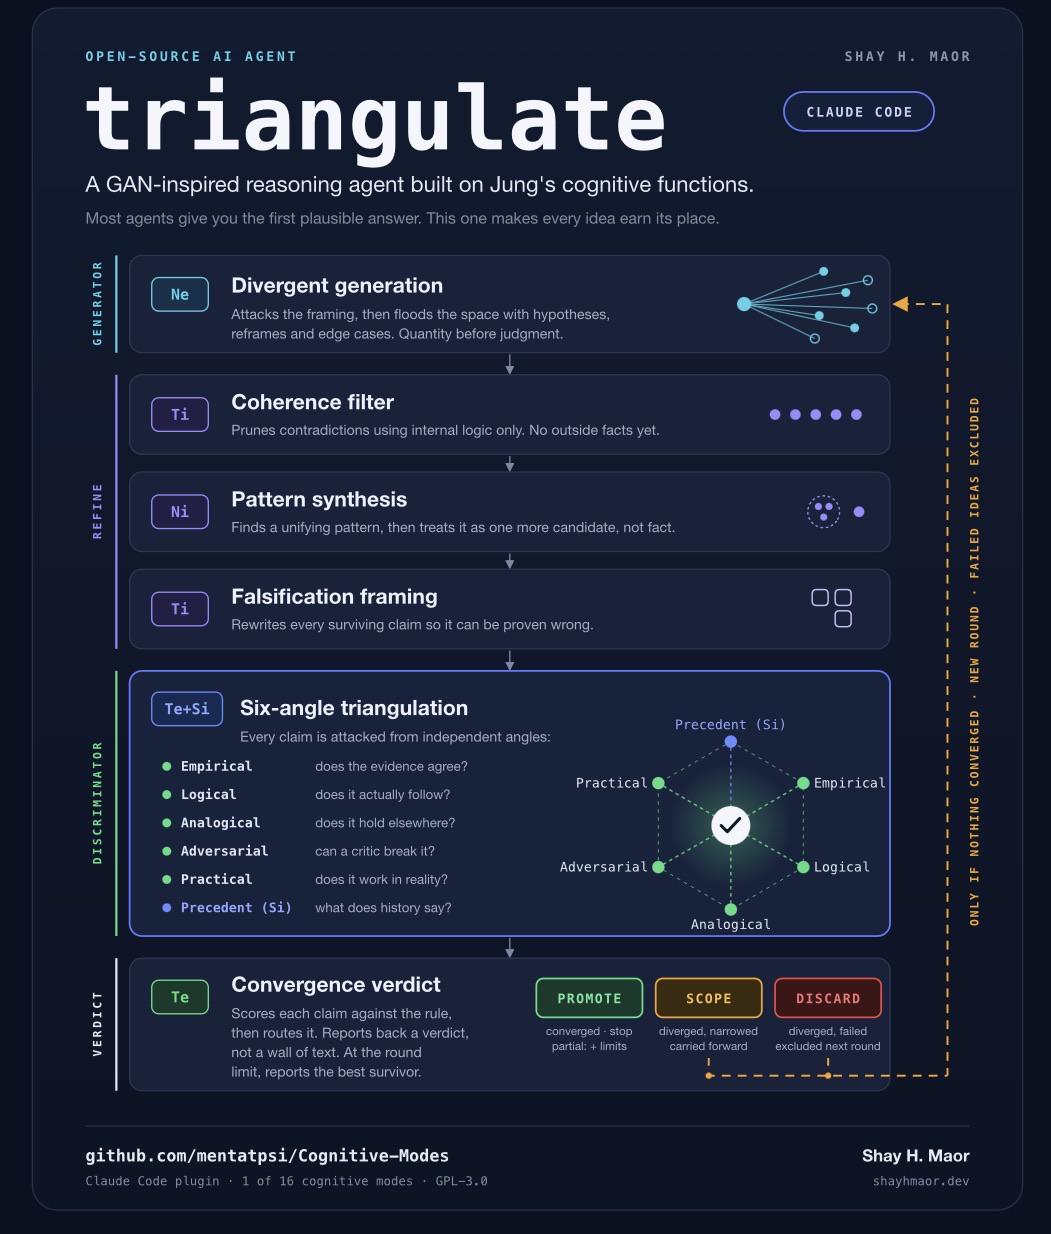 OPEN–SOURCE AI AGENT
SHAY H. MAOR
triangulate
CLAUDE CODE
A GAN-inspired reasoning agent built on Jung's cognitive functions.
Most agents give you the first plausible answer. This one makes every idea earn its place.
GENERATOR
Ne
Divergent generation
Attacks the framing, then floods the space with hypotheses,
reframes and edge cases. Quantity before judgment.
REFINE
Ti
Coherence filter
Prunes contradictions using internal logic only. No outside facts yet.
Ni
Pattern synthesis
Finds a unifying pattern, then treats it as one more candidate, not fact.
Ti
Falsification framing
Rewrites every surviving claim so it can be proven wrong.
DISCRIMINATOR
Te+Si
Six-angle triangulation
Every claim is attacked from independent angles:
Empirical does the evidence agree?
Logical does it actually follow?
Analogical does it hold elsewhere?
Adversarial can a critic break it?
Practical does it work in reality?
Precedent (Si) what does history say?
Precedent (Si)
Practical
Empirical
Adversarial
Logical
Analogical
VERDICT
Te
Convergence verdict
Scores each claim against the rule,
then routes it. Reports back a verdict,
not a wall of text. At the round
limit, reports the best survivor.
PROMOTE
converged · stop
partial: + limits
SCOPE
diverged, narrowed
carried forward
DISCARD
diverged, failed
excluded next round
ONLY IF NOTHING CONVERGED · NEW ROUND · FAILED IDEAS EXCLUDED
github.com/mentatpsi/Cognitive–Modes
Shay H. Maor
Claude Code plugin · 1 of 16 cognitive modes · GPL–3.0
shayhmaor.dev